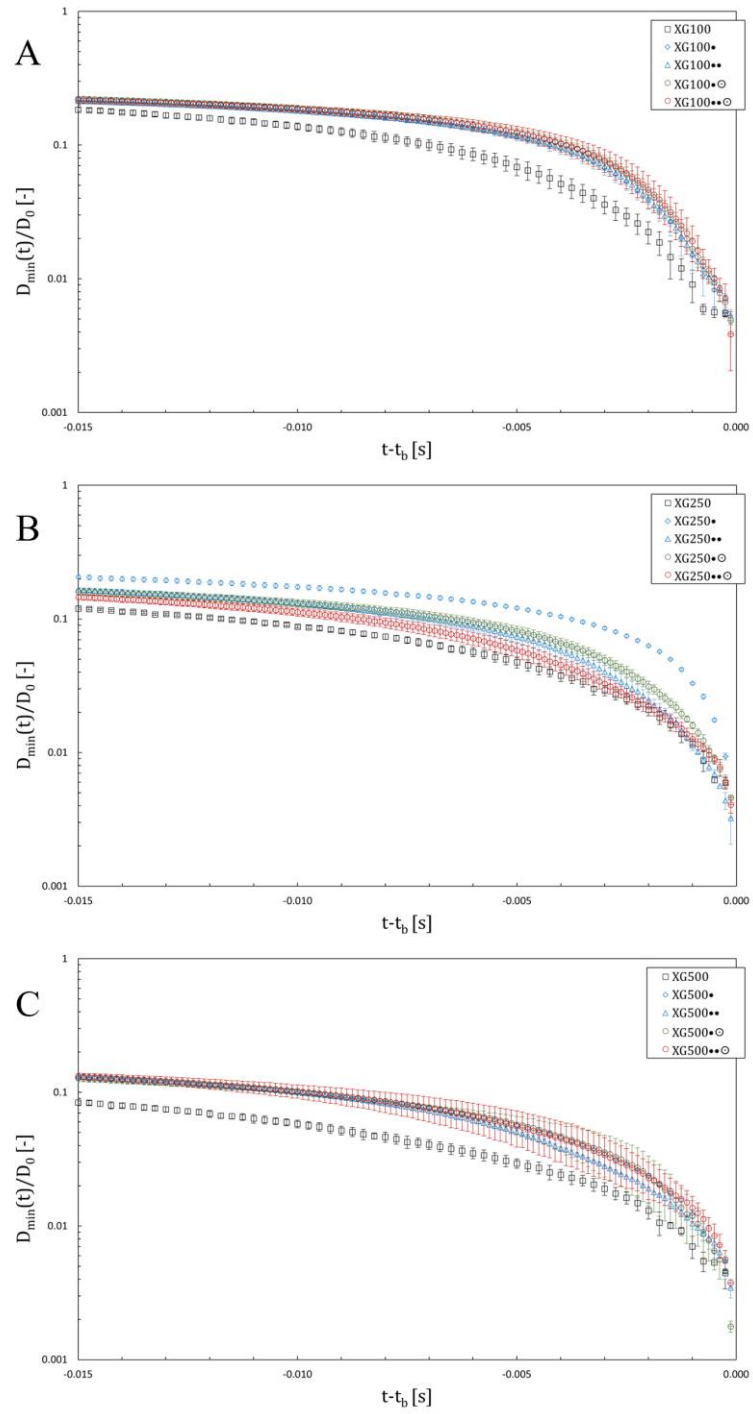 A
1
0.1
0.01
0.001
D_min(t)/D_0 [-]
-0.015
-0.010
-0.005
0.000
t-t_b [s]
XG100
XG100•
XG100••
XG100•⊙
XG100••⊙
B
1
0.1
0.01
0.001
D_min(t)/D_0 [-]
-0.015
-0.010
-0.005
0.000
t-t_b [s]
XG250
XG250•
XG250••
XG250•⊙
XG250••⊙
C
1
0.1
0.01
0.001
D_min(t)/D_0 [-]
-0.015
-0.010
-0.005
0.000
t-t_b [s]
XG500
XG500•
XG500••
XG500•⊙
XG500••⊙